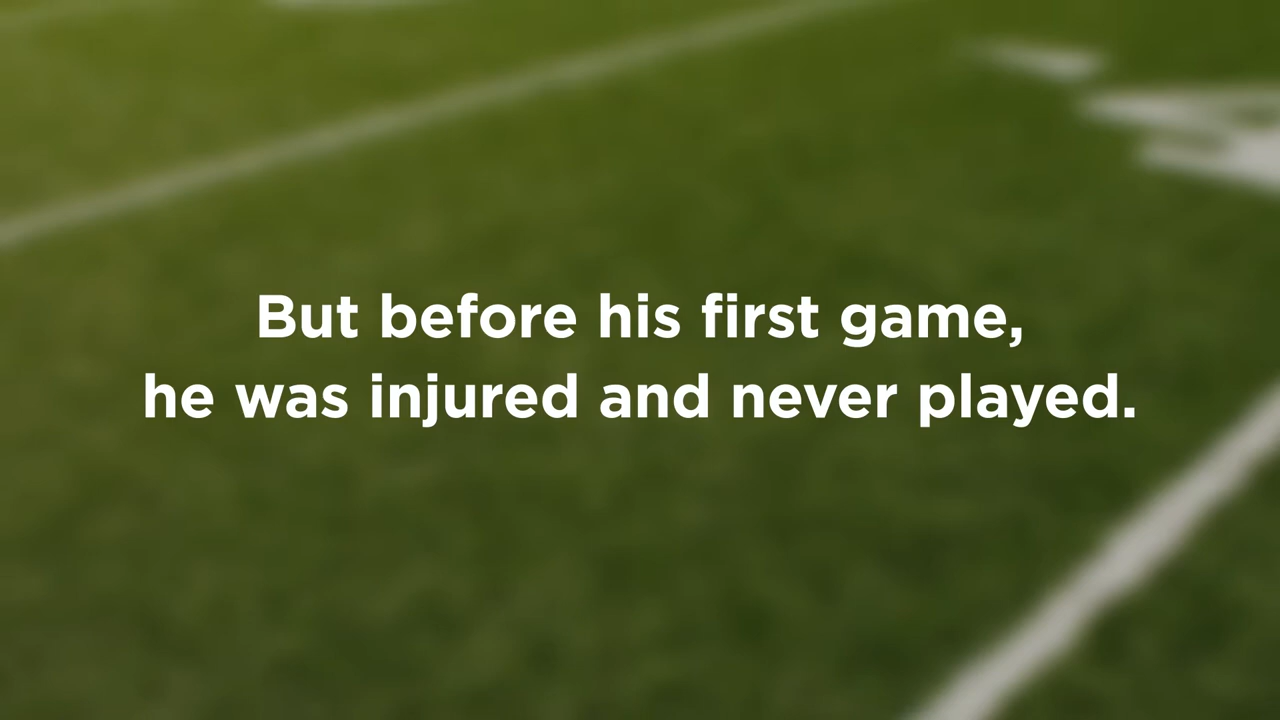 But before his first game,
he was injured and never played.